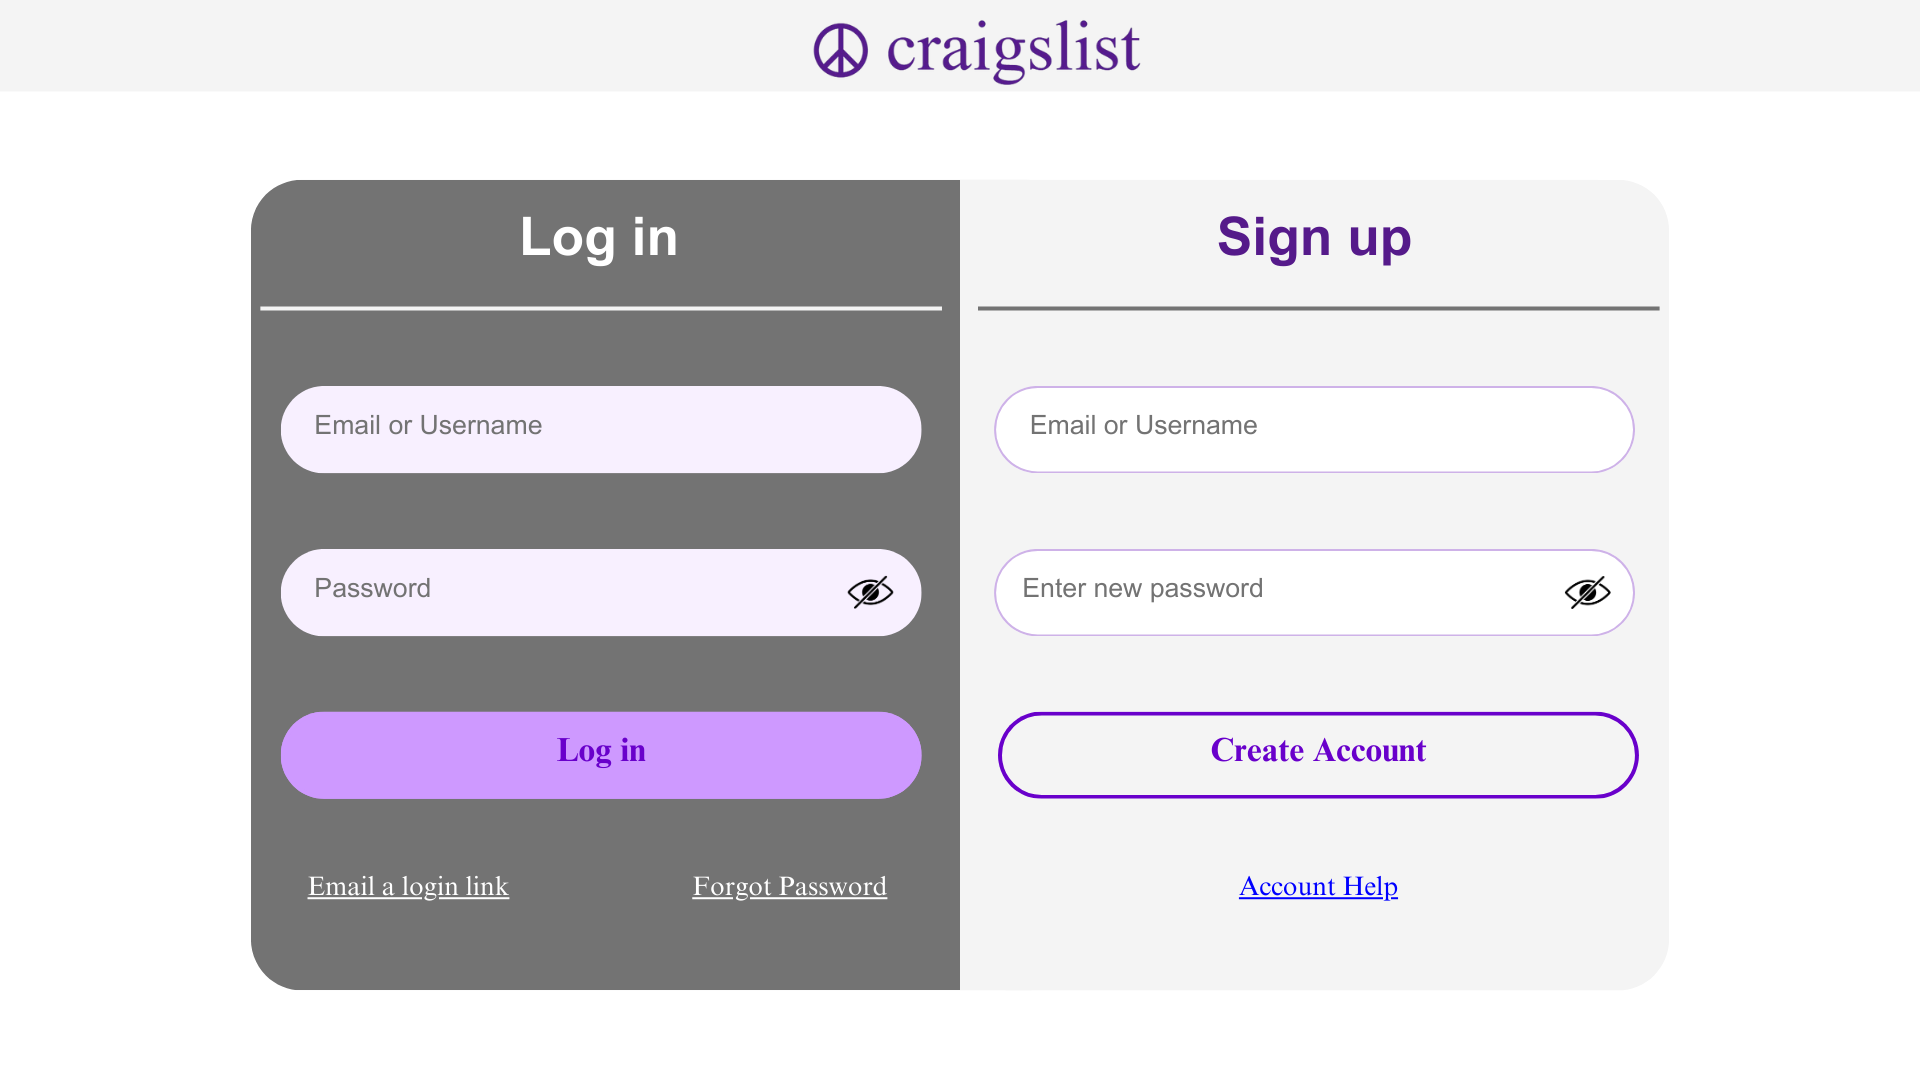 craigslist
Log in
Email or Username
Password
Log in
Email a login link
Forgot Password
Sign up
Email or Username
Enter new password
Create Account
Account Help